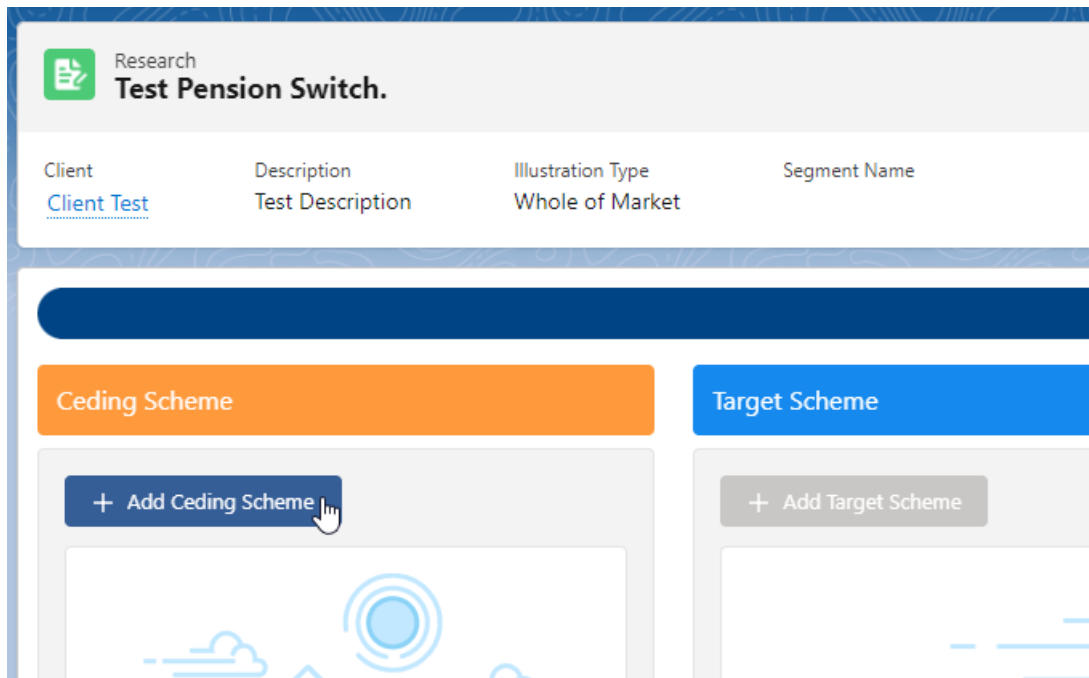 Research
Test Pension Switch.
Client
Description
Illustration Type
Segment Name
Client Test
Test Description
Whole of Market
Ceding Scheme
Target Scheme
+ Add Ceding Scheme
+ Add Target Scheme